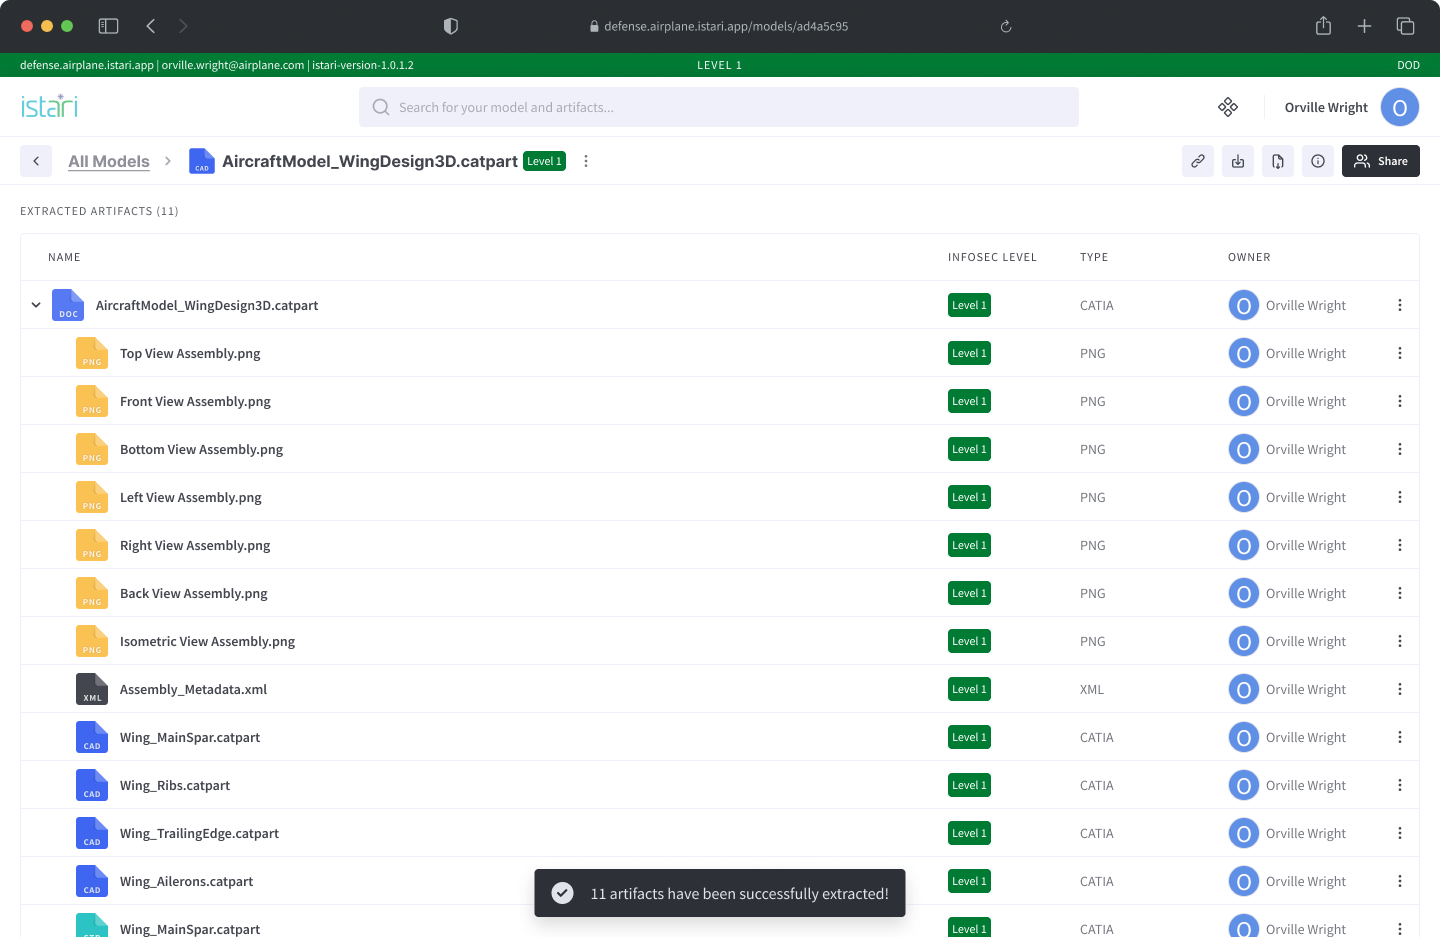 defense.airplane.istari.app/models/ad4a5c95
defense.airplane.istari.app | orville.wright@airplane.com | istari-version-1.0.1.2
LEVEL 1
DOD
istari
Search for your model and artifacts...
Orville Wright
O
All Models
CAD
AircraftModel_WingDesign3D.catpart
Level 1
Share
EXTRACTED ARTIFACTS (11)
NAME INFOSEC LEVEL TYPE OWNER
DOC AircraftModel_WingDesign3D.catpart Level 1 CATIA O Orville Wright
PNG Top View Assembly.png Level 1 PNG O Orville Wright
PNG Front View Assembly.png Level 1 PNG O Orville Wright
PNG Bottom View Assembly.png Level 1 PNG O Orville Wright
PNG Left View Assembly.png Level 1 PNG O Orville Wright
PNG Right View Assembly.png Level 1 PNG O Orville Wright
PNG Back View Assembly.png Level 1 PNG O Orville Wright
PNG Isometric View Assembly.png Level 1 PNG O Orville Wright
XML Assembly_Metadata.xml Level 1 XML O Orville Wright
CAD Wing_MainSpar.catpart Level 1 CATIA O Orville Wright
CAD Wing_Ribs.catpart Level 1 CATIA O Orville Wright
CAD Wing_TrailingEdge.catpart Level 1 CATIA O Orville Wright
CAD Wing_Ailerons.catpart Level 1 CATIA O Orville Wright
11 artifacts have been successfully extracted!
Wing_MainSpar.catpart Level 1 CATIA O Orville Wright